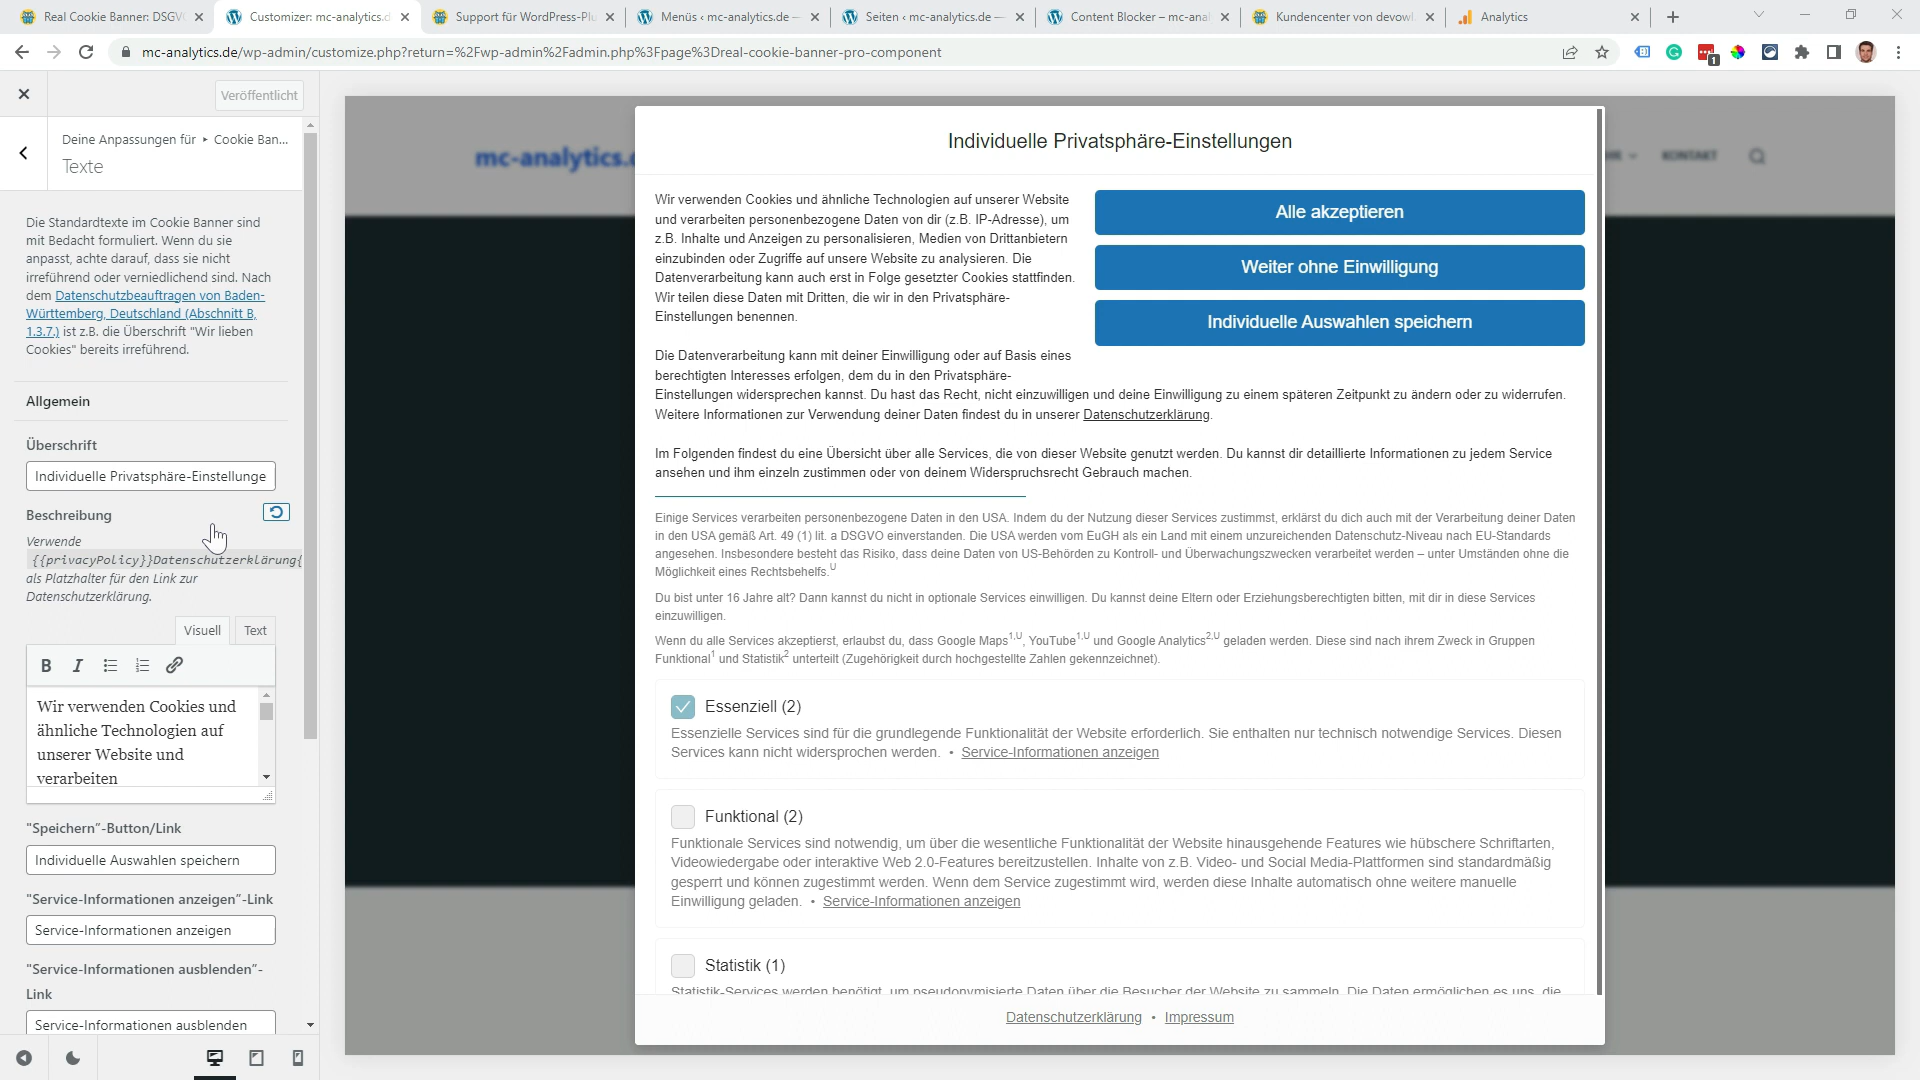 Real Cookie Banner: DSGV
Customizer: mc-analytics.d
Support für WordPress-Plu
Menüs ‹ mc-analytics.de —
Seiten ‹ mc-analytics.de —
Content Blocker – mc-anal
Kundencenter von devowl.
Analytics
mc-analytics.de/wp-admin/customize.php?return=%2Fwp-admin%2Fadmin.php%3Fpage%3Dreal-cookie-banner-pro-component
1
Veröffentlicht
Deine Anpassungen für ▸ Cookie Ban...
Texte
Die Standardtexte im Cookie Banner sind
mit Bedacht formuliert. Wenn du sie
anpasst, achte darauf, dass sie nicht
irreführend oder verniedlichend sind. Nach
dem Datenschutzbeauftragen von Baden-
Württemberg, Deutschland (Abschnitt B,
1.3.7.) ist z.B. die Überschrift "Wir lieben
Cookies" bereits irreführend.
Allgemein
Überschrift
Individuelle Privatsphäre-Einstellunge
Beschreibung
Verwende
{{privacyPolicy}}Datenschutzerklärung{
als Platzhalter für den Link zur
Datenschutzerklärung.
Visuell
Text
B I
Wir verwenden Cookies und
ähnliche Technologien auf
unserer Website und
verarbeiten
"Speichern"-Button/Link
Individuelle Auswahlen speichern
"Service-Informationen anzeigen"-Link
Service-Informationen anzeigen
"Service-Informationen ausblenden"-
Link
Service-Informationen ausblenden
mc-analytics.d
KONTAKT
Individuelle Privatsphäre-Einstellungen
Wir verwenden Cookies und ähnliche Technologien auf unserer Website
und verarbeiten personenbezogene Daten von dir (z.B. IP-Adresse), um
z.B. Inhalte und Anzeigen zu personalisieren, Medien von Drittanbietern
einzubinden oder Zugriffe auf unsere Website zu analysieren. Die
Datenverarbeitung kann auch erst in Folge gesetzter Cookies stattfinden.
Wir teilen diese Daten mit Dritten, die wir in den Privatsphäre-
Einstellungen benennen.
Alle akzeptieren
Weiter ohne Einwilligung
Individuelle Auswahlen speichern
Die Datenverarbeitung kann mit deiner Einwilligung oder auf Basis eines
berechtigten Interesses erfolgen, dem du in den Privatsphäre-
Einstellungen widersprechen kannst. Du hast das Recht, nicht einzuwilligen und deine Einwilligung zu einem späteren Zeitpunkt zu ändern oder zu widerrufen.
Weitere Informationen zur Verwendung deiner Daten findest du in unserer Datenschutzerklärung.
Im Folgenden findest du eine Übersicht über alle Services, die von dieser Website genutzt werden. Du kannst dir detaillierte Informationen zu jedem Service
ansehen und ihm einzeln zustimmen oder von deinem Widerspruchsrecht Gebrauch machen.
Einige Services verarbeiten personenbezogene Daten in den USA. Indem du der Nutzung dieser Services zustimmst, erklärst du dich auch mit der Verarbeitung deiner Daten
in den USA gemäß Art. 49 (1) lit. a DSGVO einverstanden. Die USA werden vom EuGH als ein Land mit einem unzureichenden Datenschutz-Niveau nach EU-Standards
angesehen. Insbesondere besteht das Risiko, dass deine Daten von US-Behörden zu Kontroll- und Überwachungszwecken verarbeitet werden – unter Umständen ohne die
Möglichkeit eines Rechtsbehelfs.U
Du bist unter 16 Jahre alt? Dann kannst du nicht in optionale Services einwilligen. Du kannst deine Eltern oder Erziehungsberechtigten bitten, mit dir in diese Services
einzuwilligen.
Wenn du alle Services akzeptierst, erlaubst du, dass Google Maps1,U, YouTube1,U und Google Analytics2,U geladen werden. Diese sind nach ihrem Zweck in Gruppen
Funktional1 und Statistik2 unterteilt (Zugehörigkeit durch hochgestellte Zahlen gekennzeichnet).
Essenziell (2)
Essenzielle Services sind für die grundlegende Funktionalität der Website erforderlich. Sie enthalten nur technisch notwendige Services. Diesen
Services kann nicht widersprochen werden. • Service-Informationen anzeigen
Funktional (2)
Funktionale Services sind notwendig, um über die wesentliche Funktionalität der Website hinausgehende Features wie hübschere Schriftarten,
Videowiedergabe oder interaktive Web 2.0-Features bereitzustellen. Inhalte von z.B. Video- und Social Media-Plattformen sind standardmäßig
gesperrt und können zugestimmt werden. Wenn dem Service zugestimmt wird, werden diese Inhalte automatisch ohne weitere manuelle
Einwilligung geladen. • Service-Informationen anzeigen
Statistik (1)
Statistik-Services werden benötigt, um pseudonymisierte Daten über die Besucher der Website zu sammeln. Die Daten ermöglichen es uns, die
Datenschutzerklärung • Impressum